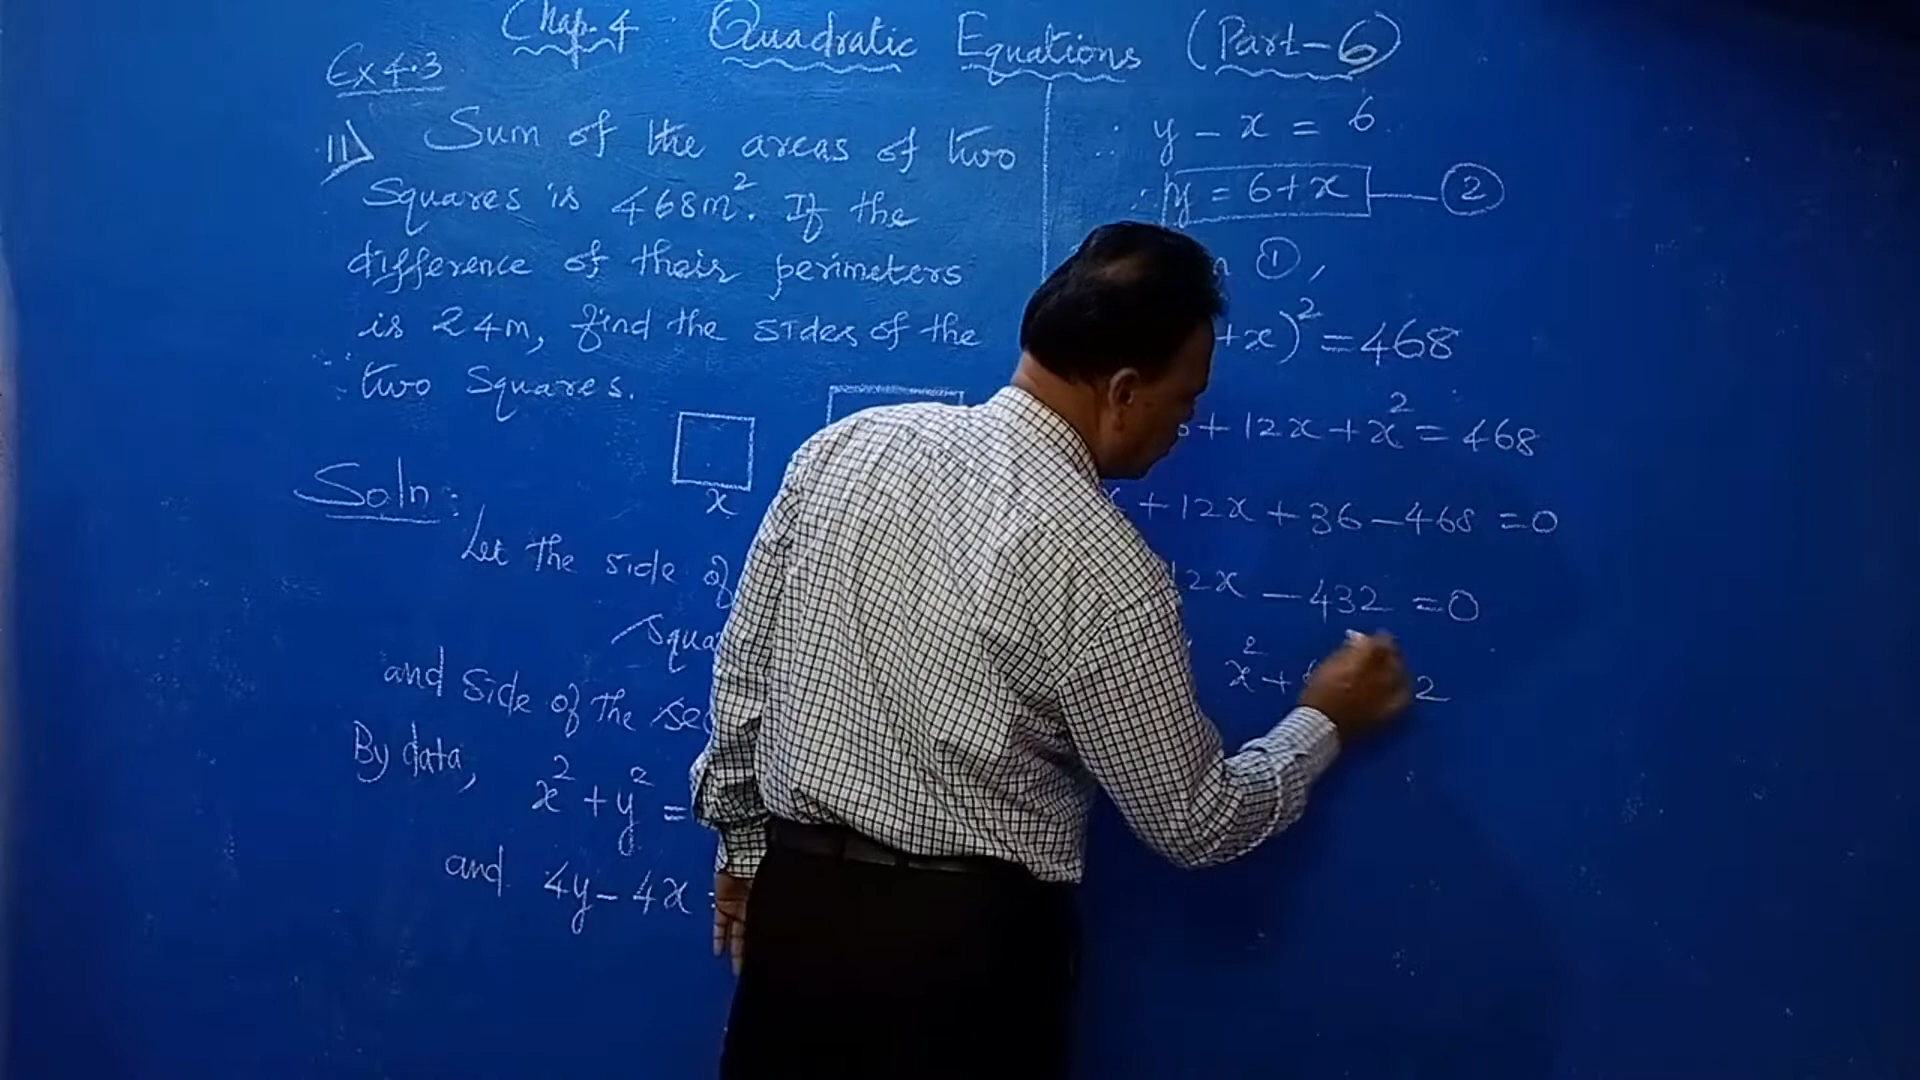 Chap.4 : Quadratic Equations (Part-6)
Ex 4.3
11) Sum of the areas of two
Squares is 468m². If the
difference of their perimeters
is 24m, find the sides of the
two Squares.
x
Soln:
Let the side of
squa
and side of the sec
By data, x² + y² =
and 4y - 4x =
∴ y - x = 6
∴ y = 6+x — ②
①,
+x)² = 468
+ 12x + x² = 468
+ 12x + 36 - 468 = 0
12x - 432 = 0
x² + 2